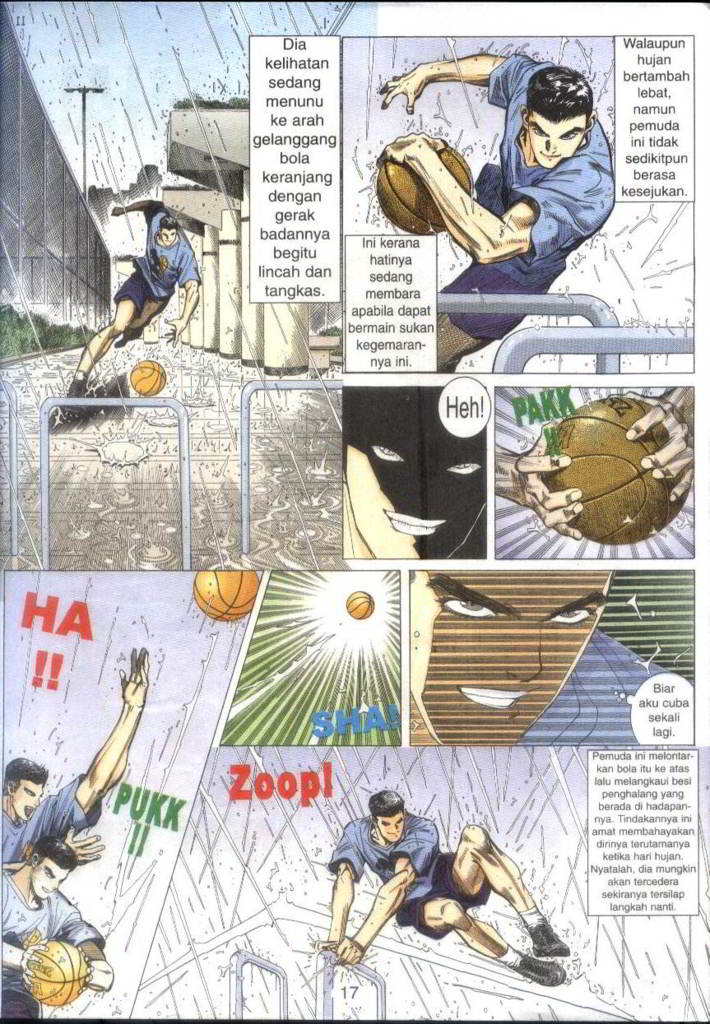 11
Dia
kelihatan
sedang
menunu
ke arah
gelanggang
bola
keranjang
dengan
gerak
badannya
begitu
lincah dan
tangkas.
Walaupun
hujan
bertambah
lebat,
namun
pemuda
ini tidak
sedikitpun
berasa
kesejukan.
Ini kerana
hatinya
sedang
membara
apabila dapat
bermain sukan
kegemaran-
nya ini.
Heh!
PAKK
!!
HA
!!
SHA!
Biar
aku cuba
sekali
lagi.
PUKK
!!
Zoop!
Pemuda ini melontar-
kan bola itu ke atas
lalu melangkaui besi
penghalang yang
berada di hadapan-
nya. Tindakannya ini
amat membahayakan
dirinya terutamanya
ketika hari hujan.
Nyatalah, dia mungkin
akan tercedera
sekiranya tersilap
langkah nanti.
17